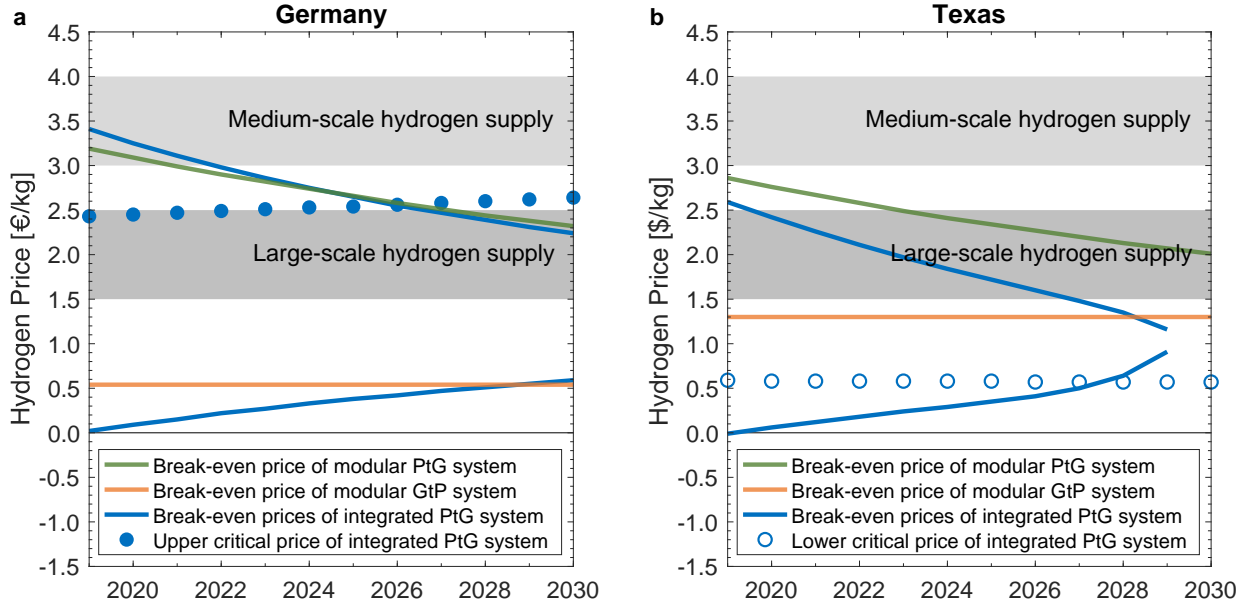 a
Germany
Hydrogen Price [€/kg]
4.5
4.0
3.5
3.0
2.5
2.0
1.5
1.0
0.5
0.0
-0.5
-1.0
-1.5
Medium-scale hydrogen supply
Large-scale hydrogen supply
Break-even price of modular PtG system
Break-even price of modular GtP system
Break-even prices of integrated PtG system
Upper critical price of integrated PtG system
2020 2022 2024 2026 2028 2030
b
Texas
Hydrogen Price [$/kg]
4.5
4.0
3.5
3.0
2.5
2.0
1.5
1.0
0.5
0.0
-0.5
-1.0
-1.5
Medium-scale hydrogen supply
Large-scale hydrogen supply
Break-even price of modular PtG system
Break-even price of modular GtP system
Break-even prices of integrated PtG system
Lower critical price of integrated PtG system
2020 2022 2024 2026 2028 2030